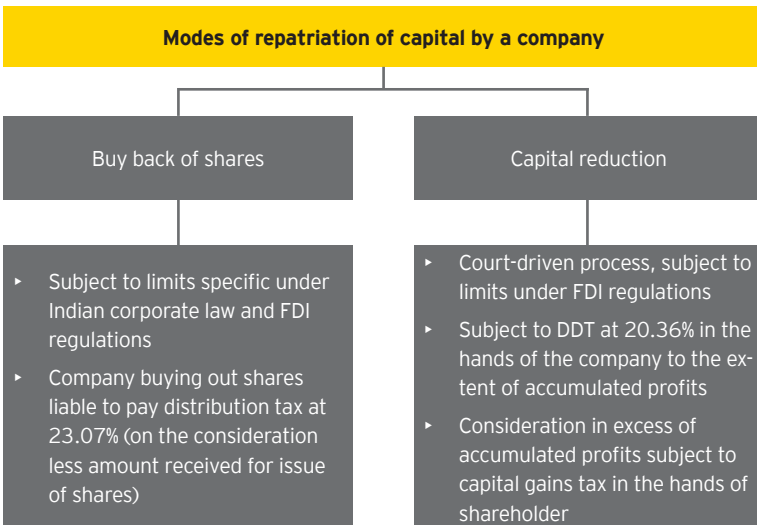 Modes of repatriation of capital by a company
Buy back of shares
▸ Subject to limits specific under
Indian corporate law and FDI
regulations
▸ Company buying out shares
liable to pay distribution tax at
23.07% (on the consideration
less amount received for issue
of shares)
Capital reduction
▸ Court-driven process, subject to
limits under FDI regulations
▸ Subject to DDT at 20.36% in the
hands of the company to the ex-
tent of accumulated profits
▸ Consideration in excess of
accumulated profits subject to
capital gains tax in the hands of
shareholder